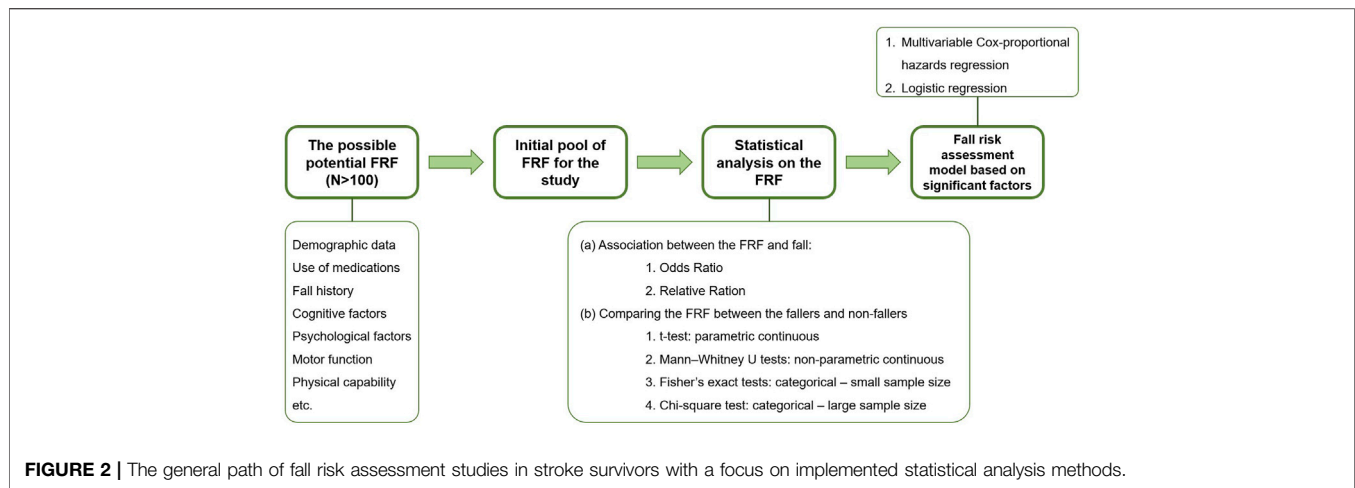 1. Multivariable Cox-proportional
hazards regression
2. Logistic regression
The possible
potential FRF
(N>100)
Initial pool of
FRF for the
study
Statistical
analysis on the
FRF
Fall risk
assessment
model based on
significant factors
Demographic data
Use of medications
Fall history
Cognitive factors
Psychological factors
Motor function
Physical capability
etc.
(a) Association between the FRF and fall:
1. Odds Ratio
2. Relative Ration
(b) Comparing the FRF between the fallers and non-fallers
1. t-test: parametric continuous
2. Mann–Whitney U tests: non-parametric continuous
3. Fisher's exact tests: categorical – small sample size
4. Chi-square test: categorical – large sample size
FIGURE 2 | The general path of fall risk assessment studies in stroke survivors with a focus on implemented statistical analysis methods.